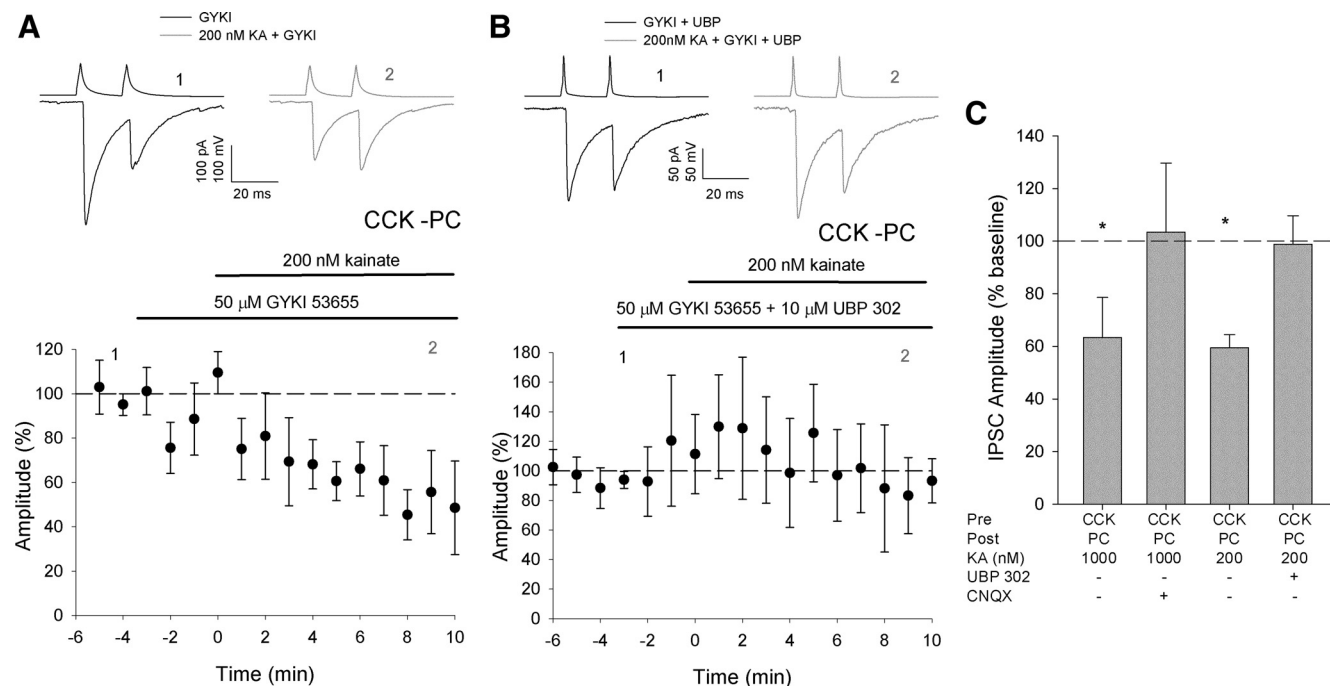 A
GYKI
200 nM KA + GYKI
1
2
100 pA
100 mV
20 ms
CCK -PC
200 nM kainate
50 μM GYKI 53655
1
2
120
100
80
60
40
20
0
Amplitude (%)
-6 -4 -2 0 2 4 6 8 10
Time (min)
B
GYKI + UBP
200nM KA + GYKI + UBP
1
2
50 pA
50 mV
20 ms
CCK -PC
200 nM kainate
50 μM GYKI 53655 + 10 μM UBP 302
1
2
180
160
140
120
100
80
60
40
20
0
Amplitude (%)
-6 -4 -2 0 2 4 6 8 10
Time (min)
C
140
120
100
80
60
40
20
0
IPSC Amplitude (% baseline)
* *
Pre CCK CCK CCK CCK
Post PC PC PC PC
KA (nM) 1000 1000 200 200
UBP 302 - - - +
CNQX - + - -